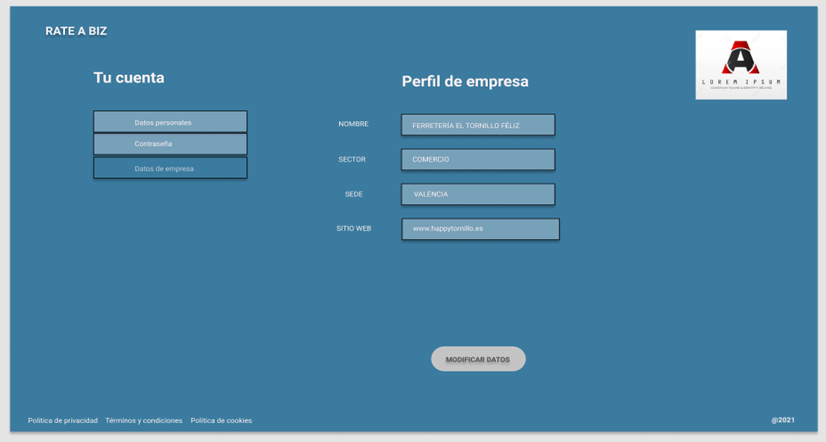 RATE A BIZ
LOREM IPSUM
Tu cuenta
Datos personales
Contraseña
Datos de empresa
Perfil de empresa
NOMBRE FERRETERÍA EL TORNILLO FÉLIZ
SECTOR COMERCIO
SEDE VALENCIA
SITIO WEB www.happytornillo.es
MODIFICAR DATOS
Política de privacidad Términos y condiciones Política de cookies @2021